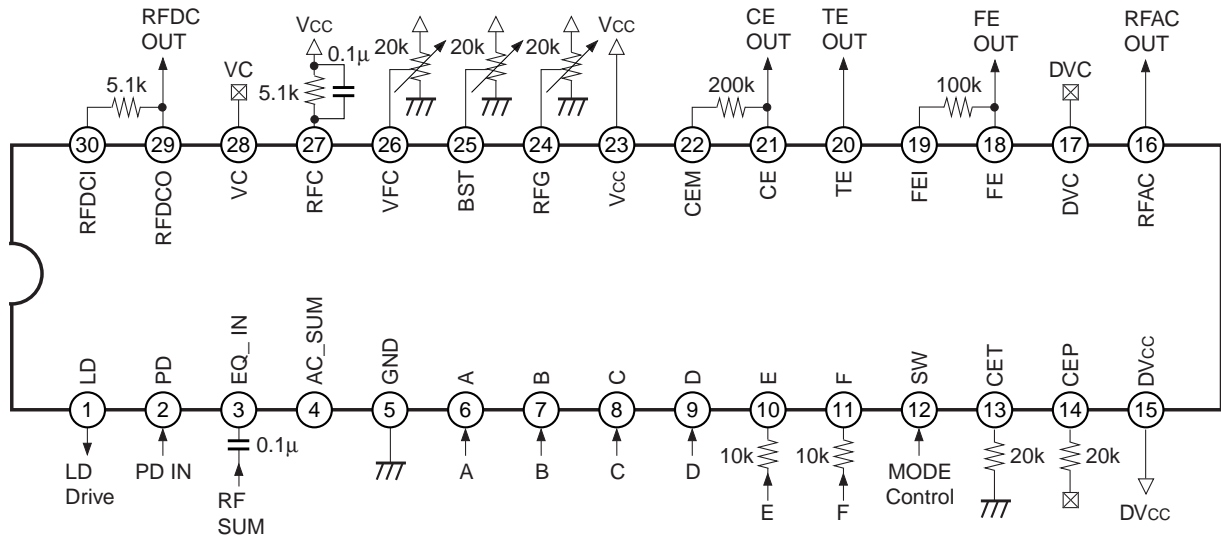 RFDC
OUT
VCC
0.1μ
20k
20k
20k
VCC
CE
OUT
TE
OUT
FE
OUT
RFAC
OUT
5.1k
VC
5.1k
200k
100k
DVC
30
29
28
27
26
25
24
23
22
21
20
19
18
17
16
RFDCI
RFDCO
VC
RFC
VFC
BST
RFG
VCC
CEM
CE
TE
FEI
FE
DVC
RFAC
LD
PD
EQ_IN
AC_SUM
GND
A
B
C
D
E
F
SW
CET
CEP
DVCC
1
2
3
4
5
6
7
8
9
10
11
12
13
14
15
LD
Drive
PD IN
0.1μ
RF
SUM
A
B
C
D
10k
E
10k
F
MODE
Control
20k
20k
DVCC